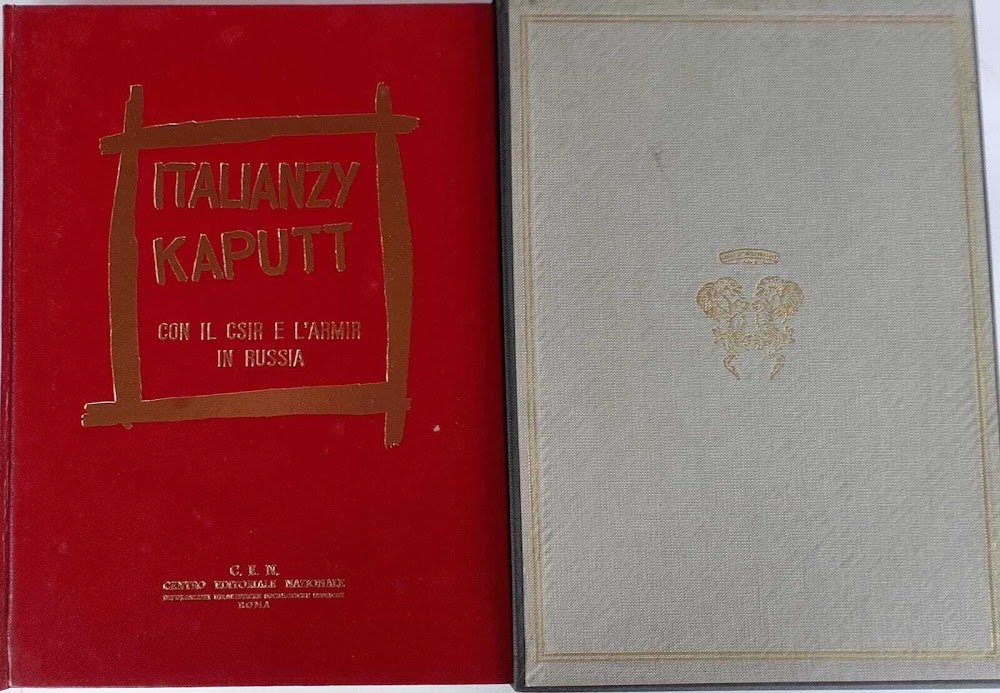 ITALIANZY
KAPUTT
CON IL CSIR E L'ARMIR
IN RUSSIA
C. E. N.
CENTRO EDITORIALE NAZIONALE
ROMA